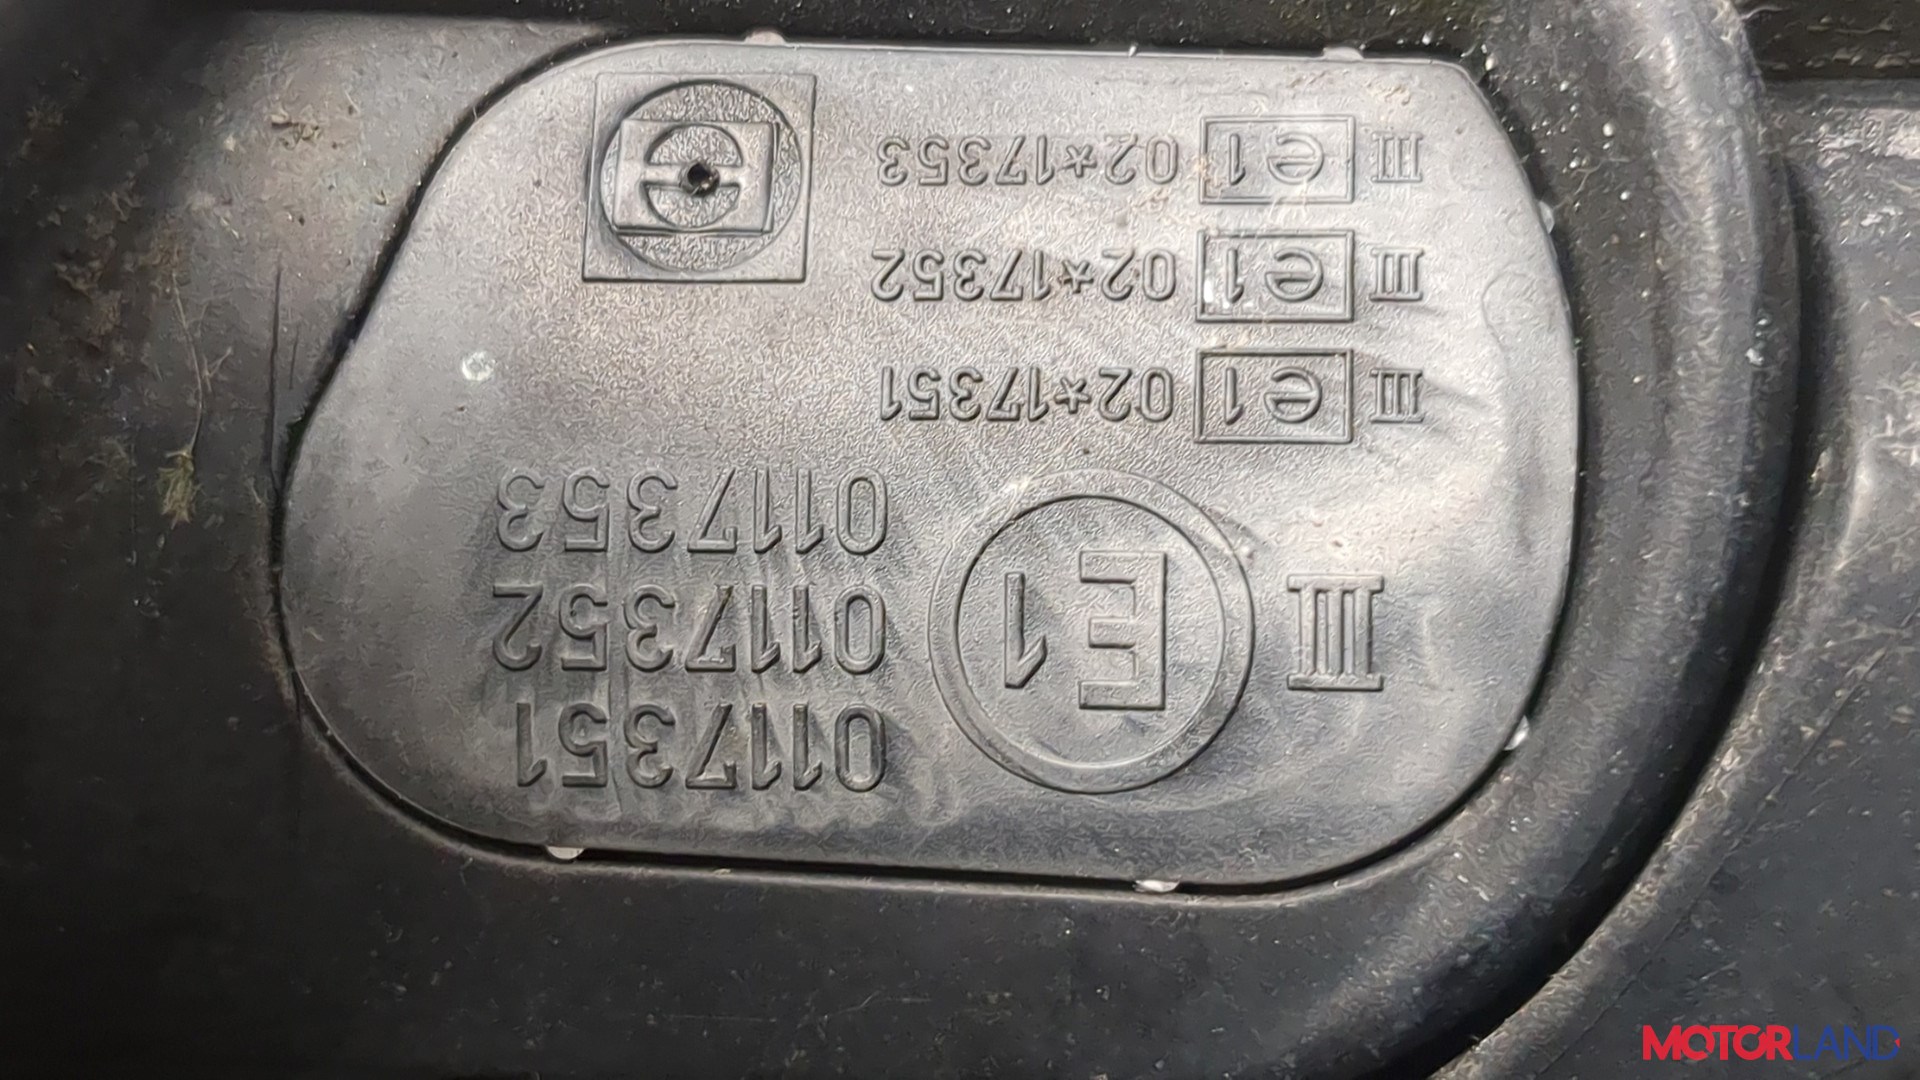 III E1 0117351
0117352
0117353
III e1 02*17351
III e1 02*17352
III e1 02*17353
MOTORLAND